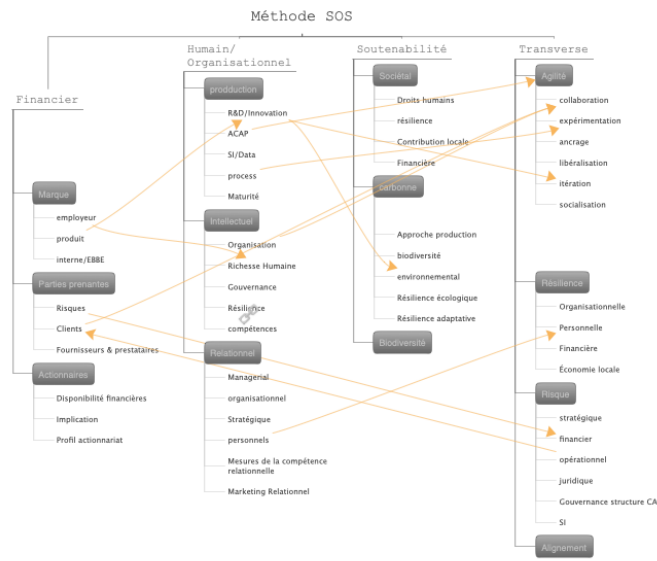 Méthode SOS
Financier
Marque
employeur
produit
interne/EBBE
Parties prenantes
Risques
Clients
Fournisseurs & prestataires
Actionnaires
Disponibilité financières
Implication
Profil actionnariat
Humain/
Organisationnel
prodduction
R&D/Innovation
ACAP
SI/Data
process
Maturité
Intellectuel
Organisation
Richesse Humaine
Gouvernance
Résilience
compétences
Relationnel
Managerial
organisationnel
Stratégique
personnels
Mesures de la compétence
relationnelle
Marketing Relationnel
Soutenabilité
Sociétal
Droits humains
résilience
Contribution locale
Financière
carbonne
Approche production
biodiversité
environnemental
Résilience écologique
Résilience adaptative
Biodiversité
Transverse
Agilité
collaboration
expérimentation
ancrage
libéralisation
itération
socialisation
Résilience
Organisationnelle
Personnelle
Financière
Économie locale
Risque
stratégique
financier
opérationnel
juridique
Gouvernance structure CA
SI
Alignement